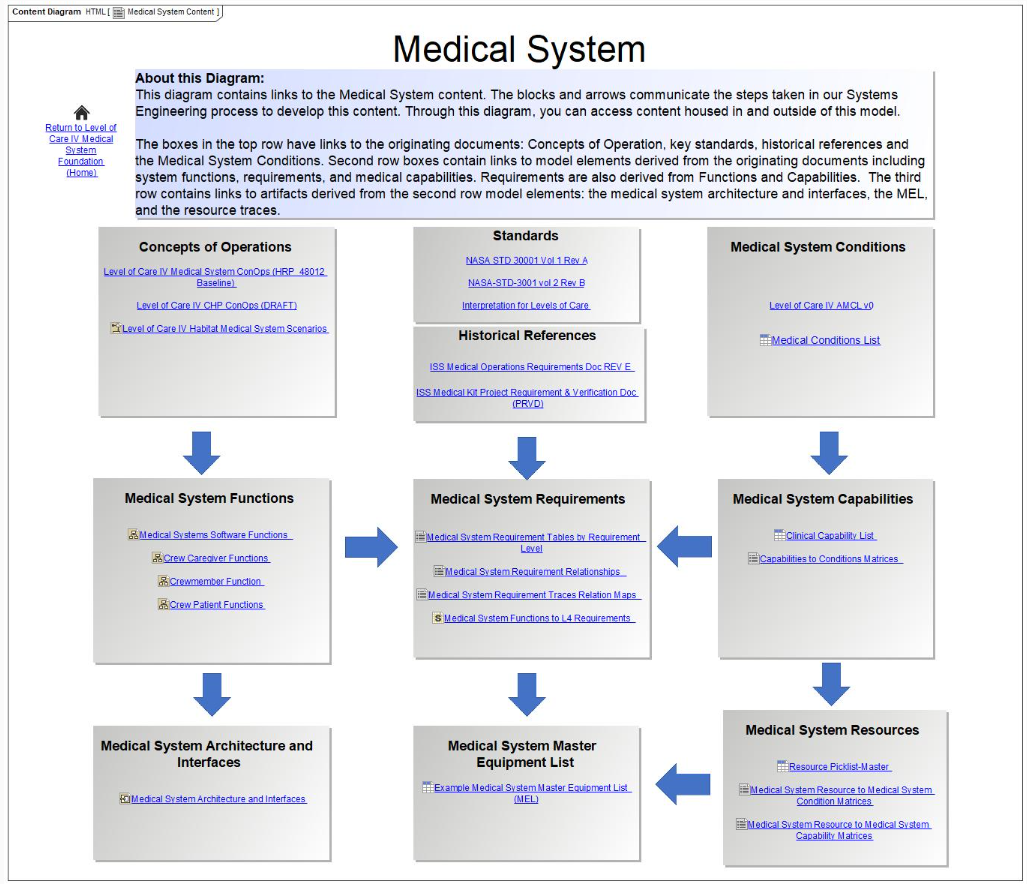 Content Diagram HTML [ Medical System Content ]
Medical System
About this Diagram:
This diagram contains links to the Medical System content. The blocks and arrows communicate the steps taken in our Systems
Engineering process to develop this content. Through this diagram, you can access content housed in and outside of this model.
The boxes in the top row have links to the originating documents: Concepts of Operation, key standards, historical references and
the Medical System Conditions. Second row boxes contain links to model elements derived from the originating documents including
system functions, requirements, and medical capabilities. Requirements are also derived from Functions and Capabilities. The third
row contains links to artifacts derived from the second row model elements: the medical system architecture and interfaces, the MEL,
and the resource traces.
Return to Level of
Care IV Medical
System
Foundation
(Home)
Concepts of Operations
Level of Care IV Medical System ConOps (HRP_48012
Baseline)
Level of Care IV CHP ConOps (DRAFT)
Level of Care IV Habitat Medical System Scenarios
Standards
NASA STD 30001 Vol 1 Rev A
NASA-STD-3001 vol 2 Rev B
Interpretation for Levels of Care
Historical References
ISS Medical Operations Requirements Doc REV E
ISS Medical Kit Project Requirement & Verification Doc
(PRVD)
Medical System Conditions
Level of Care IV AMCL v0
Medical Conditions List
Medical System Functions
Medical Systems Software Functions
Crew Caregiver Functions
Crewmember Function
Crew Patient Functions
Medical System Requirements
Medical System Requirement Tables by Requirement
Level
Medical System Requirement Relationships
Medical System Requirement Traces Relation Maps
Medical System Functions to L4 Requirements
Medical System Capabilities
Clinical Capability List
Capabilities to Conditions Matrices
Medical System Architecture and
Interfaces
Medical System Architecture and Interfaces
Medical System Master
Equipment List
Example Medical System Master Equipment List
(MEL)
Medical System Resources
Resource Picklist-Master
Medical System Resource to Medical System
Condition Matrices
Medical System Resource to Medical System
Capability Matrices